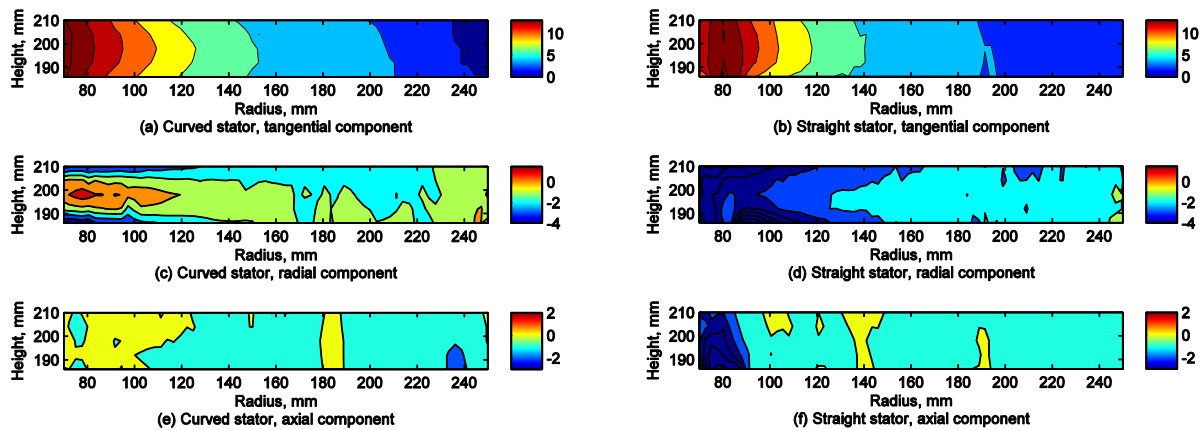 Height, mm
210
200
190
80 100 120 140 160 180 200 220 240
Radius, mm
(a) Curved stator, tangential component
10
5
0
Height, mm
210
200
190
80 100 120 140 160 180 200 220 240
Radius, mm
(b) Straight stator, tangential component
10
5
0
Height, mm
210
200
190
80 100 120 140 160 180 200 220 240
Radius, mm
(c) Curved stator, radial component
0
-2
-4
Height, mm
210
200
190
80 100 120 140 160 180 200 220 240
Radius, mm
(d) Straight stator, radial component
0
-2
-4
Height, mm
210
200
190
80 100 120 140 160 180 200 220 240
Radius, mm
(e) Curved stator, axial component
2
0
-2
Height, mm
210
200
190
80 100 120 140 160 180 200 220 240
Radius, mm
(f) Straight stator, axial component
2
0
-2